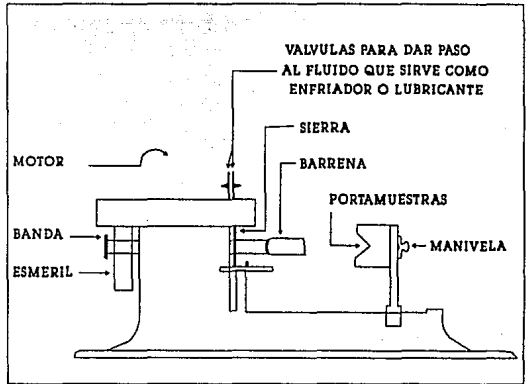 VALVULAS PARA DAR PASO
AL FLUIDO QUE SIRVE COMO
ENFRIADOR O LUBRICANTE
SIERRA
MOTOR
BARRENA
PORTAMUESTRAS
BANDA
MANIVELA
ESMERIL